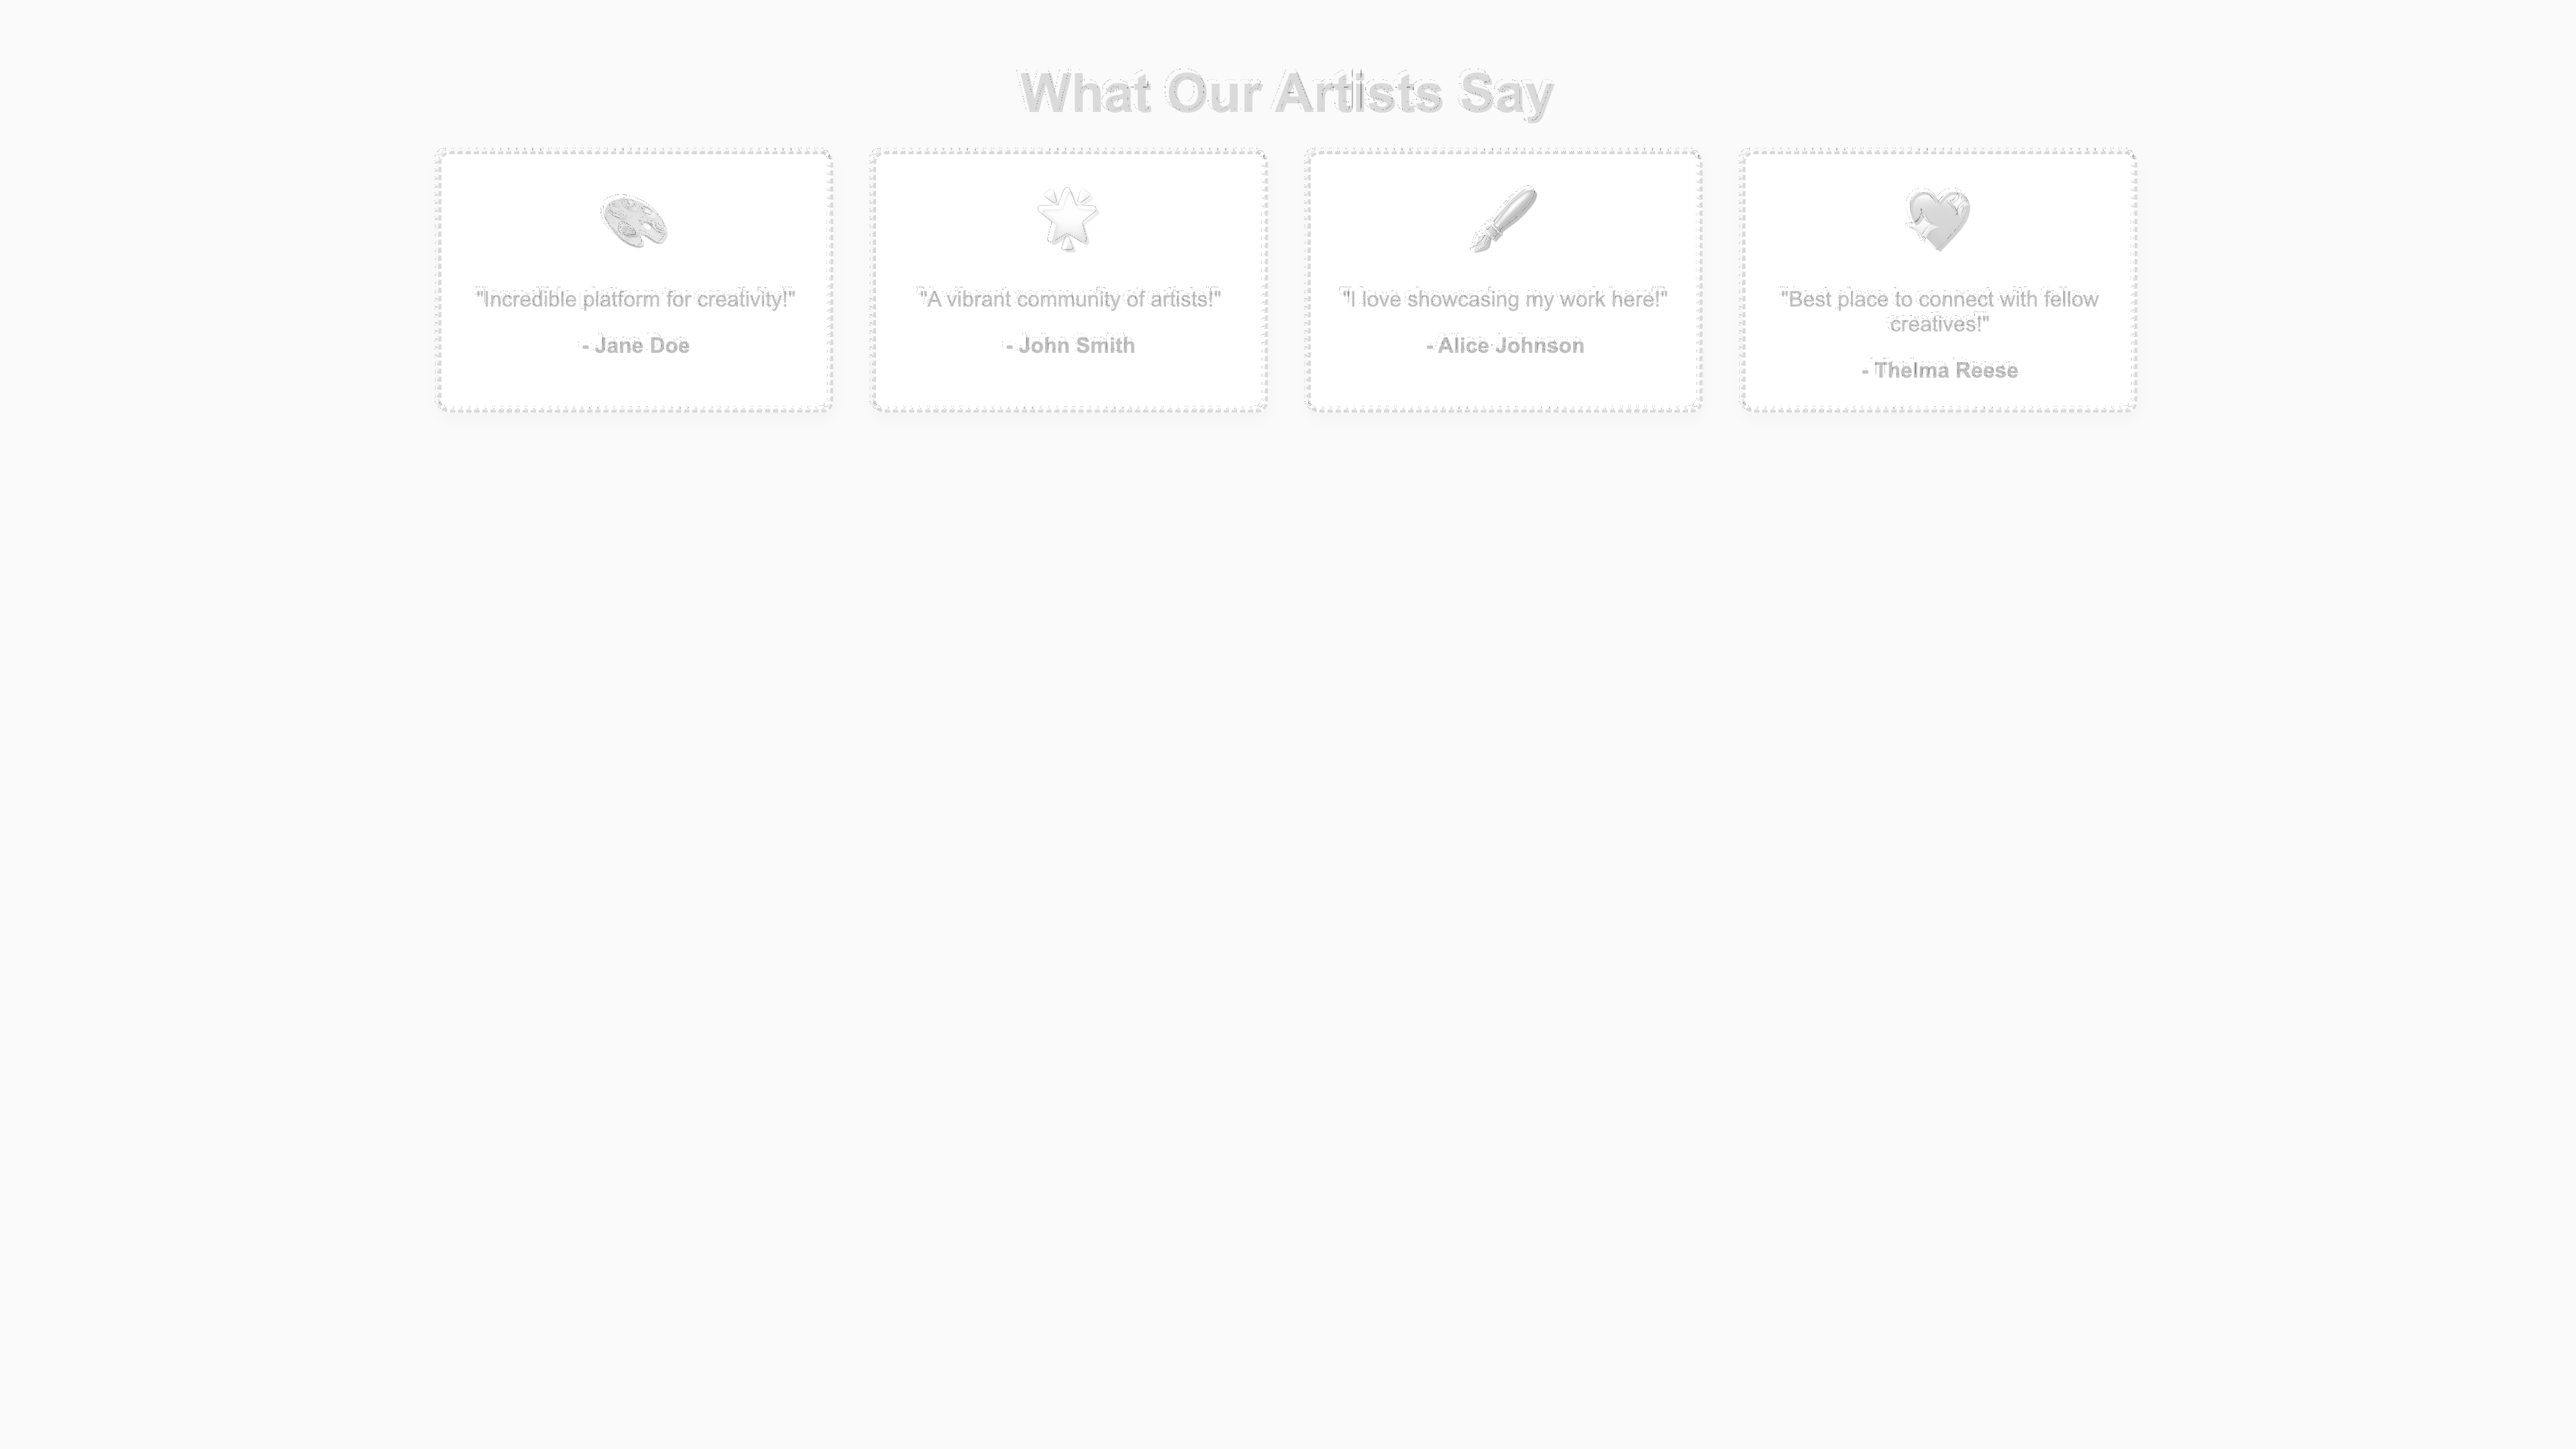 What Our Artists Say
"Incredible platform for creativity!"
- Jane Doe
"A vibrant community of artists!"
- John Smith
"I love showcasing my work here!"
- Alice Johnson
"Best place to connect with fellow
creatives!"
- Thelma Reese